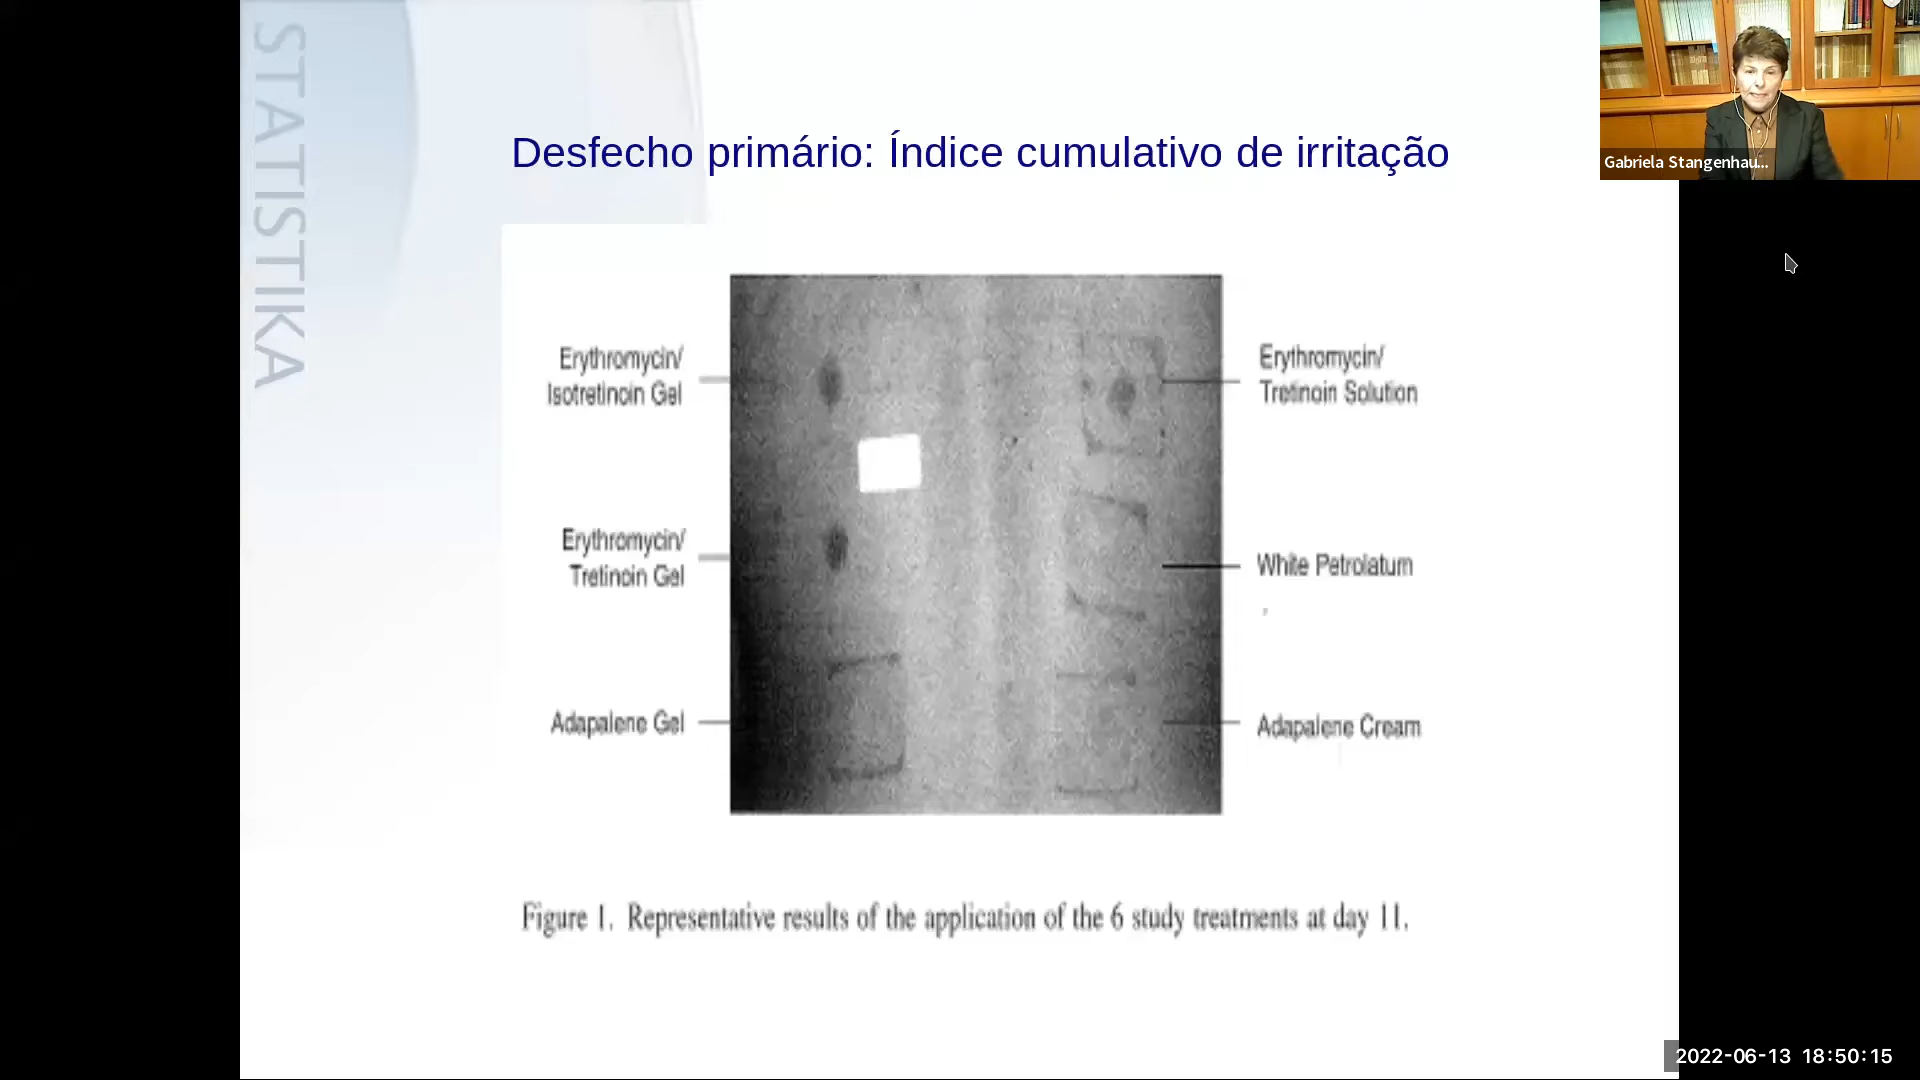 STATISTIKA
Desfecho primário: Índice cumulativo de irritação
Gabriela Stangenhau...
Erythromycin/
Isotretinoin Gel
Erythromycin/
Tretinoin Solution
Erythromycin/
Tretinoin Gel
White Petrolatum
Adapalene Gel
Adapalene Cream
Figure 1. Representative results of the application of the 6 study treatments at day 11.
2022-06-13 18:50:15